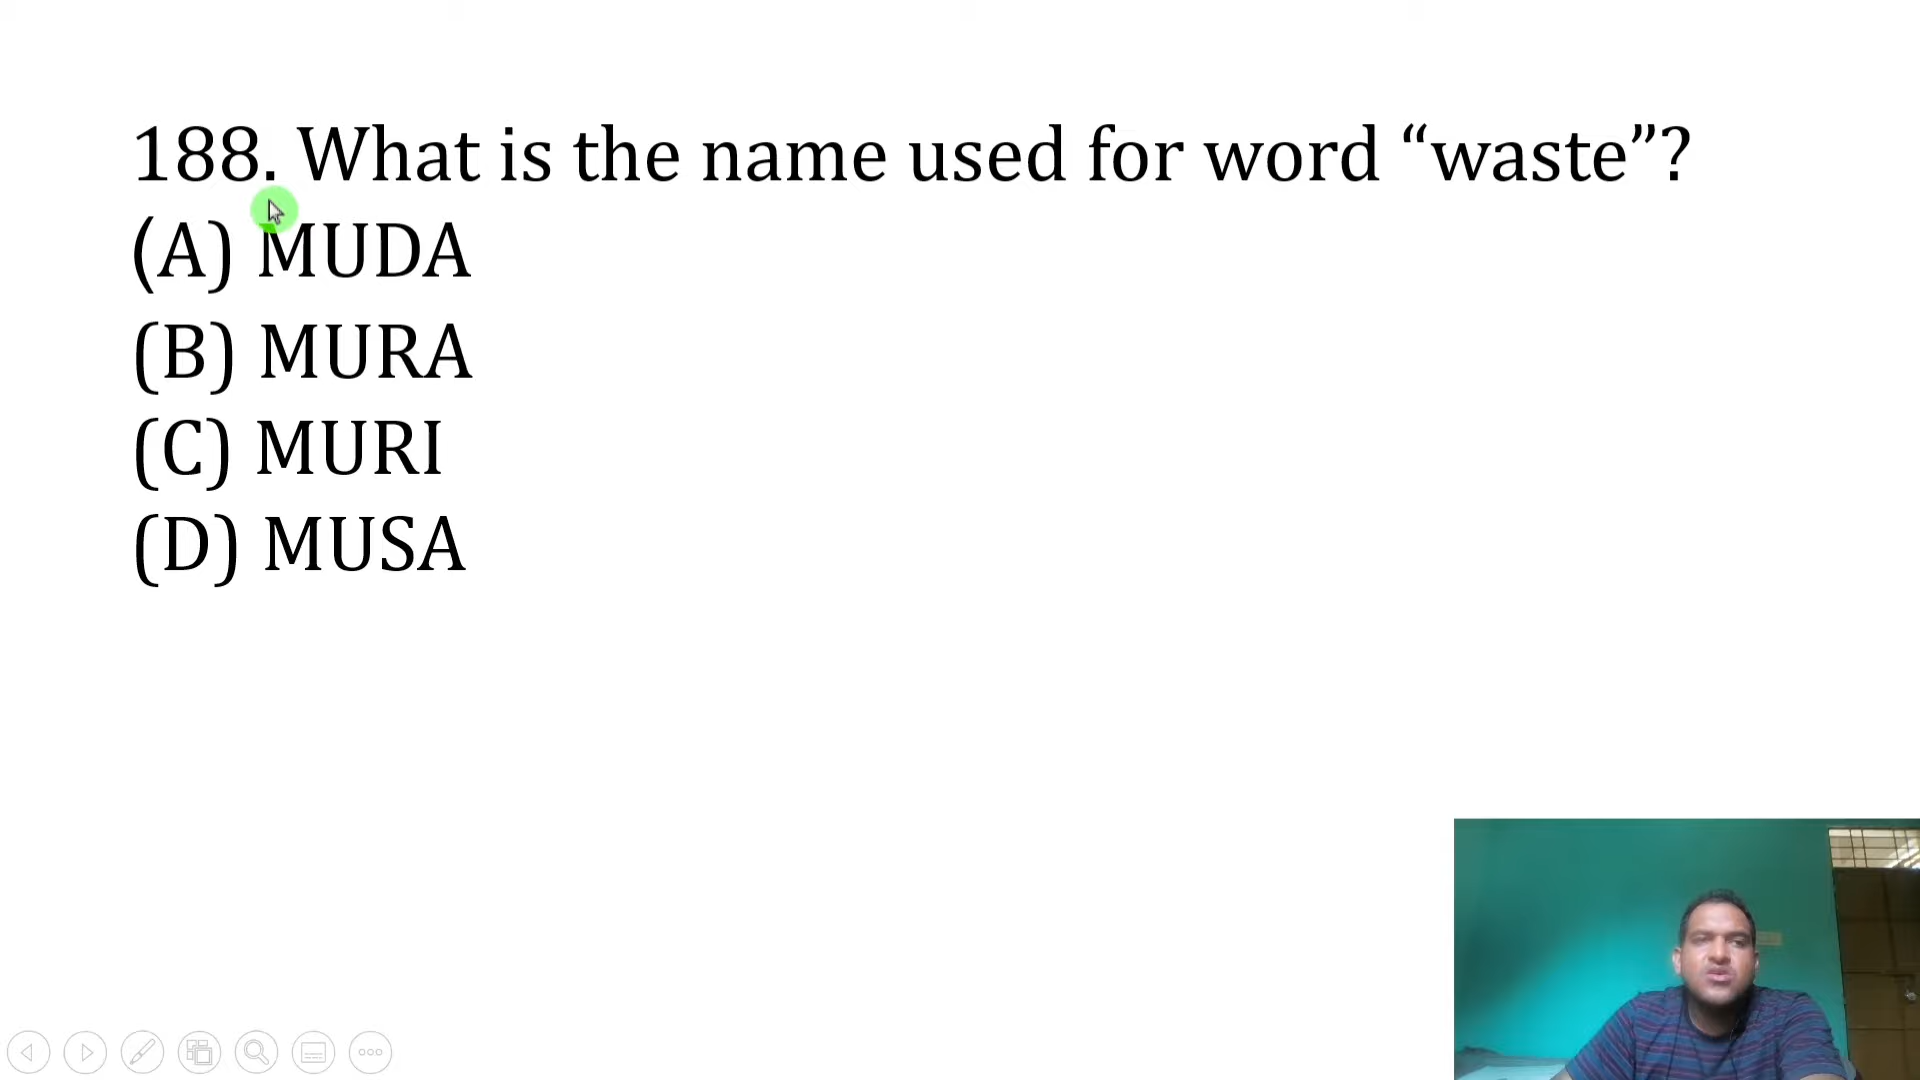 188. What is the name used for word “waste”?
(A) MUDA
(B) MURA
(C) MURI
(D) MUSA